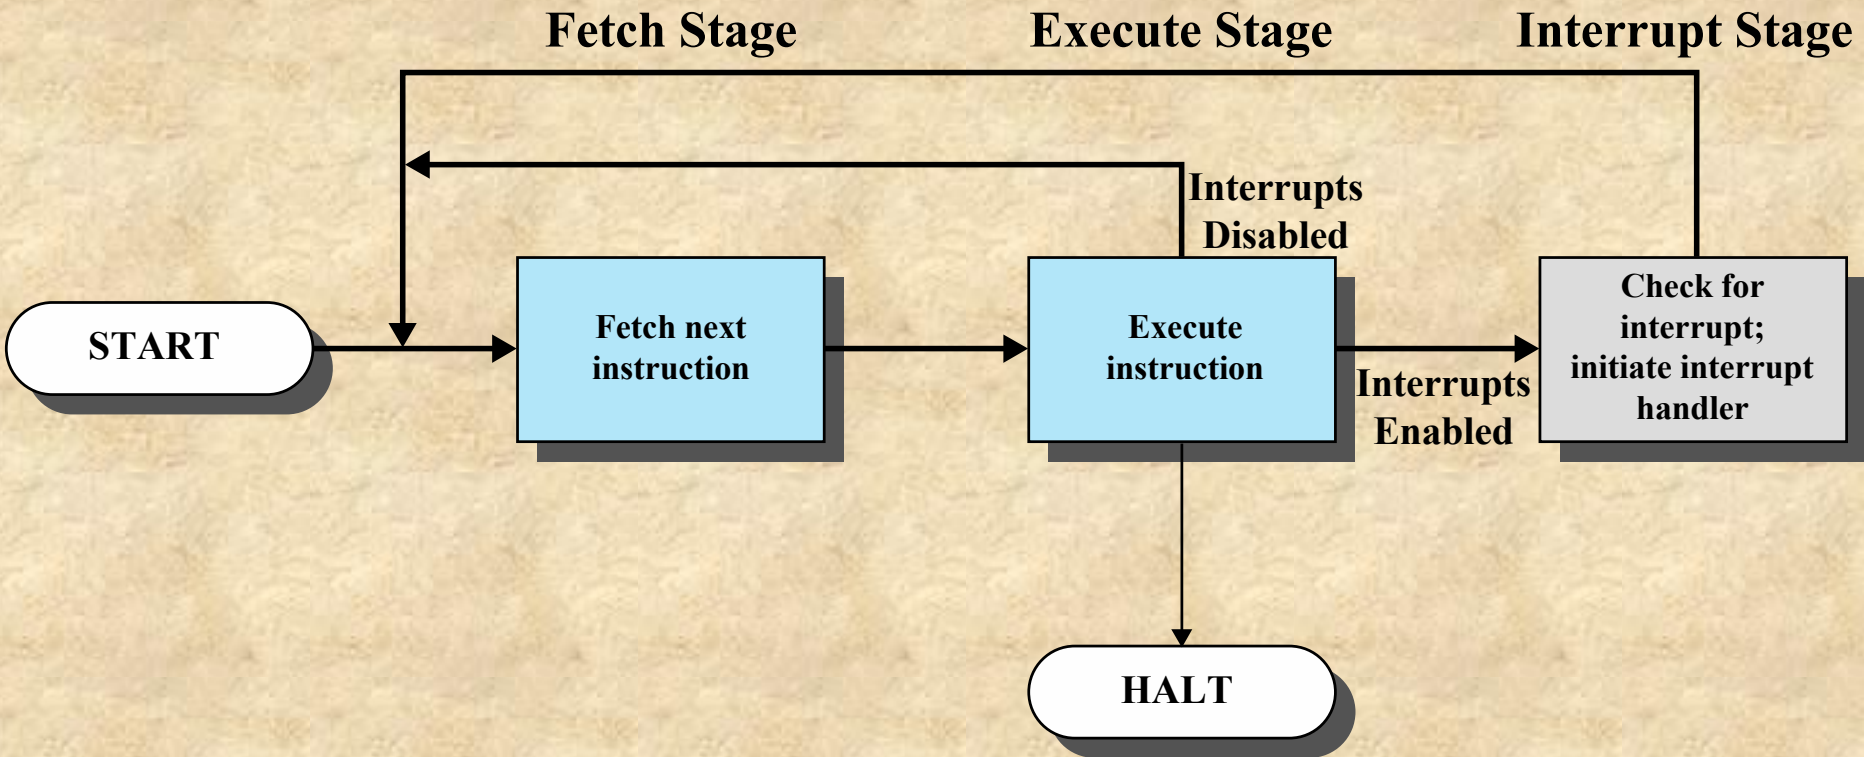 Fetch Stage
Execute Stage
Interrupt Stage
Interrupts
Disabled
START
Fetch next
instruction
Execute
instruction
Interrupts
Enabled
Check for
interrupt;
initiate interrupt
handler
HALT